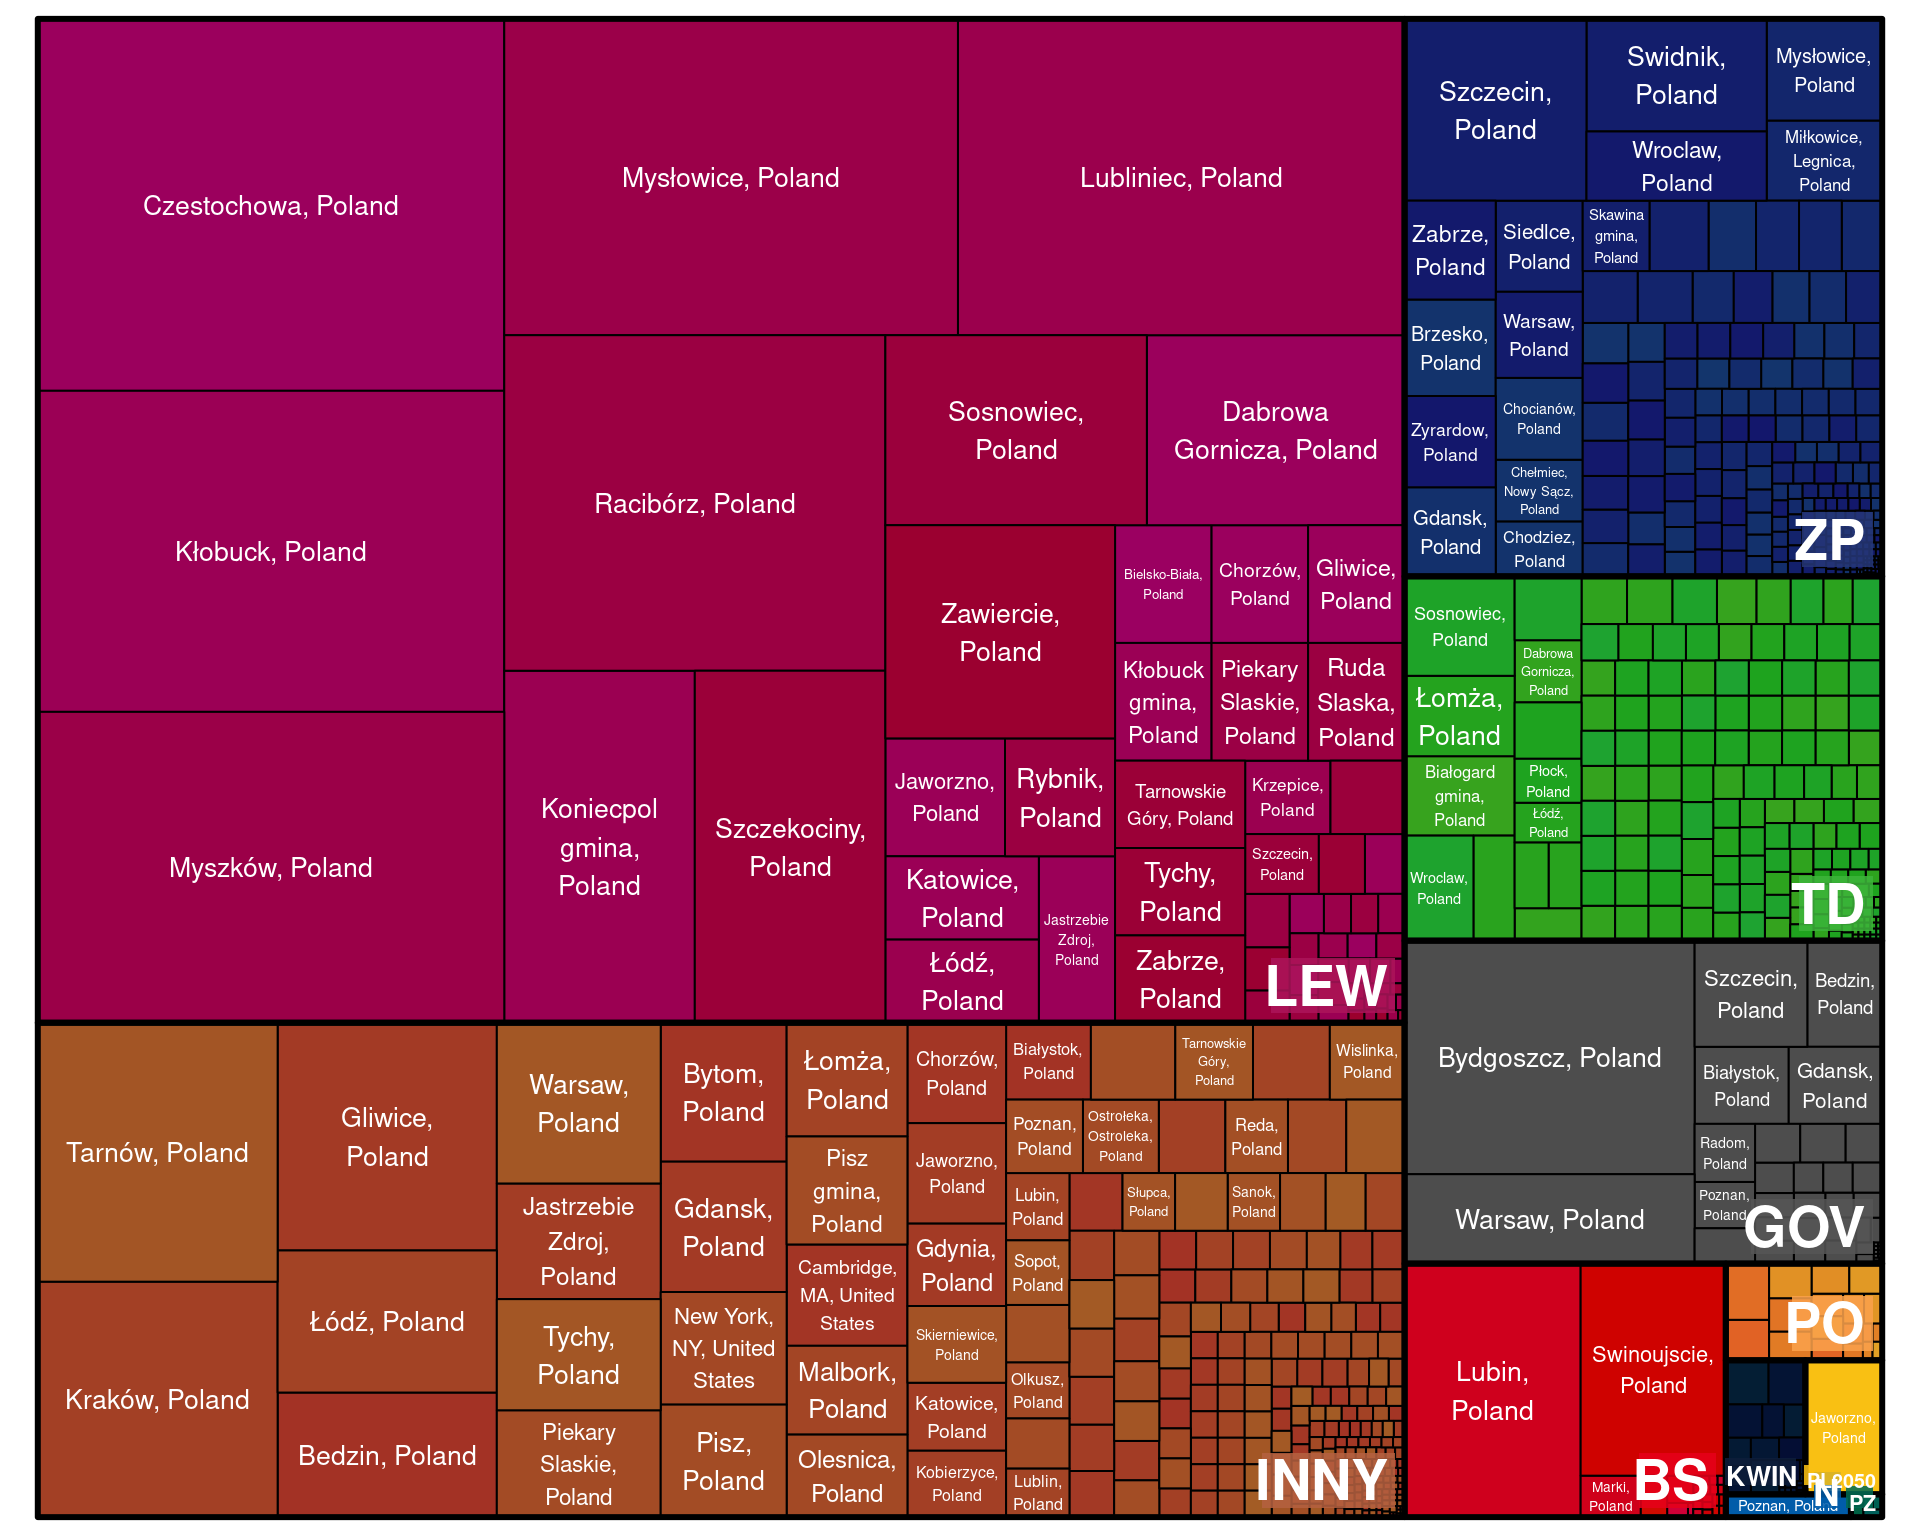 Czestochowa, Poland
Kłobuck, Poland
Myszków, Poland
Mysłowice, Poland
Lubliniec, Poland
Racibórz, Poland
Koniecpol
gmina,
Poland
Szczekociny,
Poland
Sosnowiec,
Poland
Dabrowa
Gornicza, Poland
Zawiercie,
Poland
Jaworzno,
Poland
Rybnik,
Poland
Katowice,
Poland
Łódź,
Poland
Jastrzebie
Zdroj,
Poland
Bielsko-Biała,
Poland
Chorzów,
Poland
Gliwice,
Poland
Kłobuck
gmina,
Poland
Piekary
Slaskie,
Poland
Ruda
Slaska,
Poland
Tarnowskie
Góry, Poland
Tychy,
Poland
Zabrze,
Poland
Krzepice,
Poland
Szczecin,
Poland
LEW
Tarnów, Poland
Kraków, Poland
Gliwice,
Poland
Łódź, Poland
Bedzin, Poland
Warsaw,
Poland
Jastrzebie
Zdroj,
Poland
Tychy,
Poland
Piekary
Slaskie,
Poland
Bytom,
Poland
Gdansk,
Poland
New York,
NY, United
States
Pisz,
Poland
Łomża,
Poland
Pisz
gmina,
Poland
Cambridge,
MA, United
States
Malbork,
Poland
Olesnica,
Poland
Chorzów,
Poland
Jaworzno,
Poland
Gdynia,
Poland
Skierniewice,
Poland
Katowice,
Poland
Kobierzyce,
Poland
Białystok,
Poland
Tarnowskie
Góry,
Poland
Wislinka,
Poland
Poznan,
Poland
Ostrołeka,
Ostroleka,
Poland
Reda,
Poland
Lubin,
Poland
Słupca,
Poland
Sanok,
Poland
Sopot,
Poland
Olkusz,
Poland
Lublin,
Poland
INNY
Szczecin,
Poland
Swidnik,
Poland
Wroclaw,
Poland
Mysłowice,
Poland
Miłkowice,
Legnica,
Poland
Zabrze,
Poland
Brzesko,
Poland
Zyrardow,
Poland
Gdansk,
Poland
Siedlce,
Poland
Warsaw,
Poland
Chocianów,
Poland
Chełmiec,
Nowy Sącz,
Poland
Chodziez,
Poland
Skawina
gmina,
Poland
ZP
Sosnowiec,
Poland
Łomża,
Poland
Białogard
gmina,
Poland
Wroclaw,
Poland
Dabrowa
Gornicza,
Poland
Płock,
Poland
Łódź,
Poland
TD
Bydgoszcz, Poland
Warsaw, Poland
Szczecin,
Poland
Bedzin,
Poland
Białystok,
Poland
Gdansk,
Poland
Radom,
Poland
Poznan,
Poland
GOV
Lubin,
Poland
Swinoujscie,
Poland
Marki,
Poland
BS
PO
KWIN
Jaworzno,
Poland
PL2050
N
Poznan, Poland
PZ